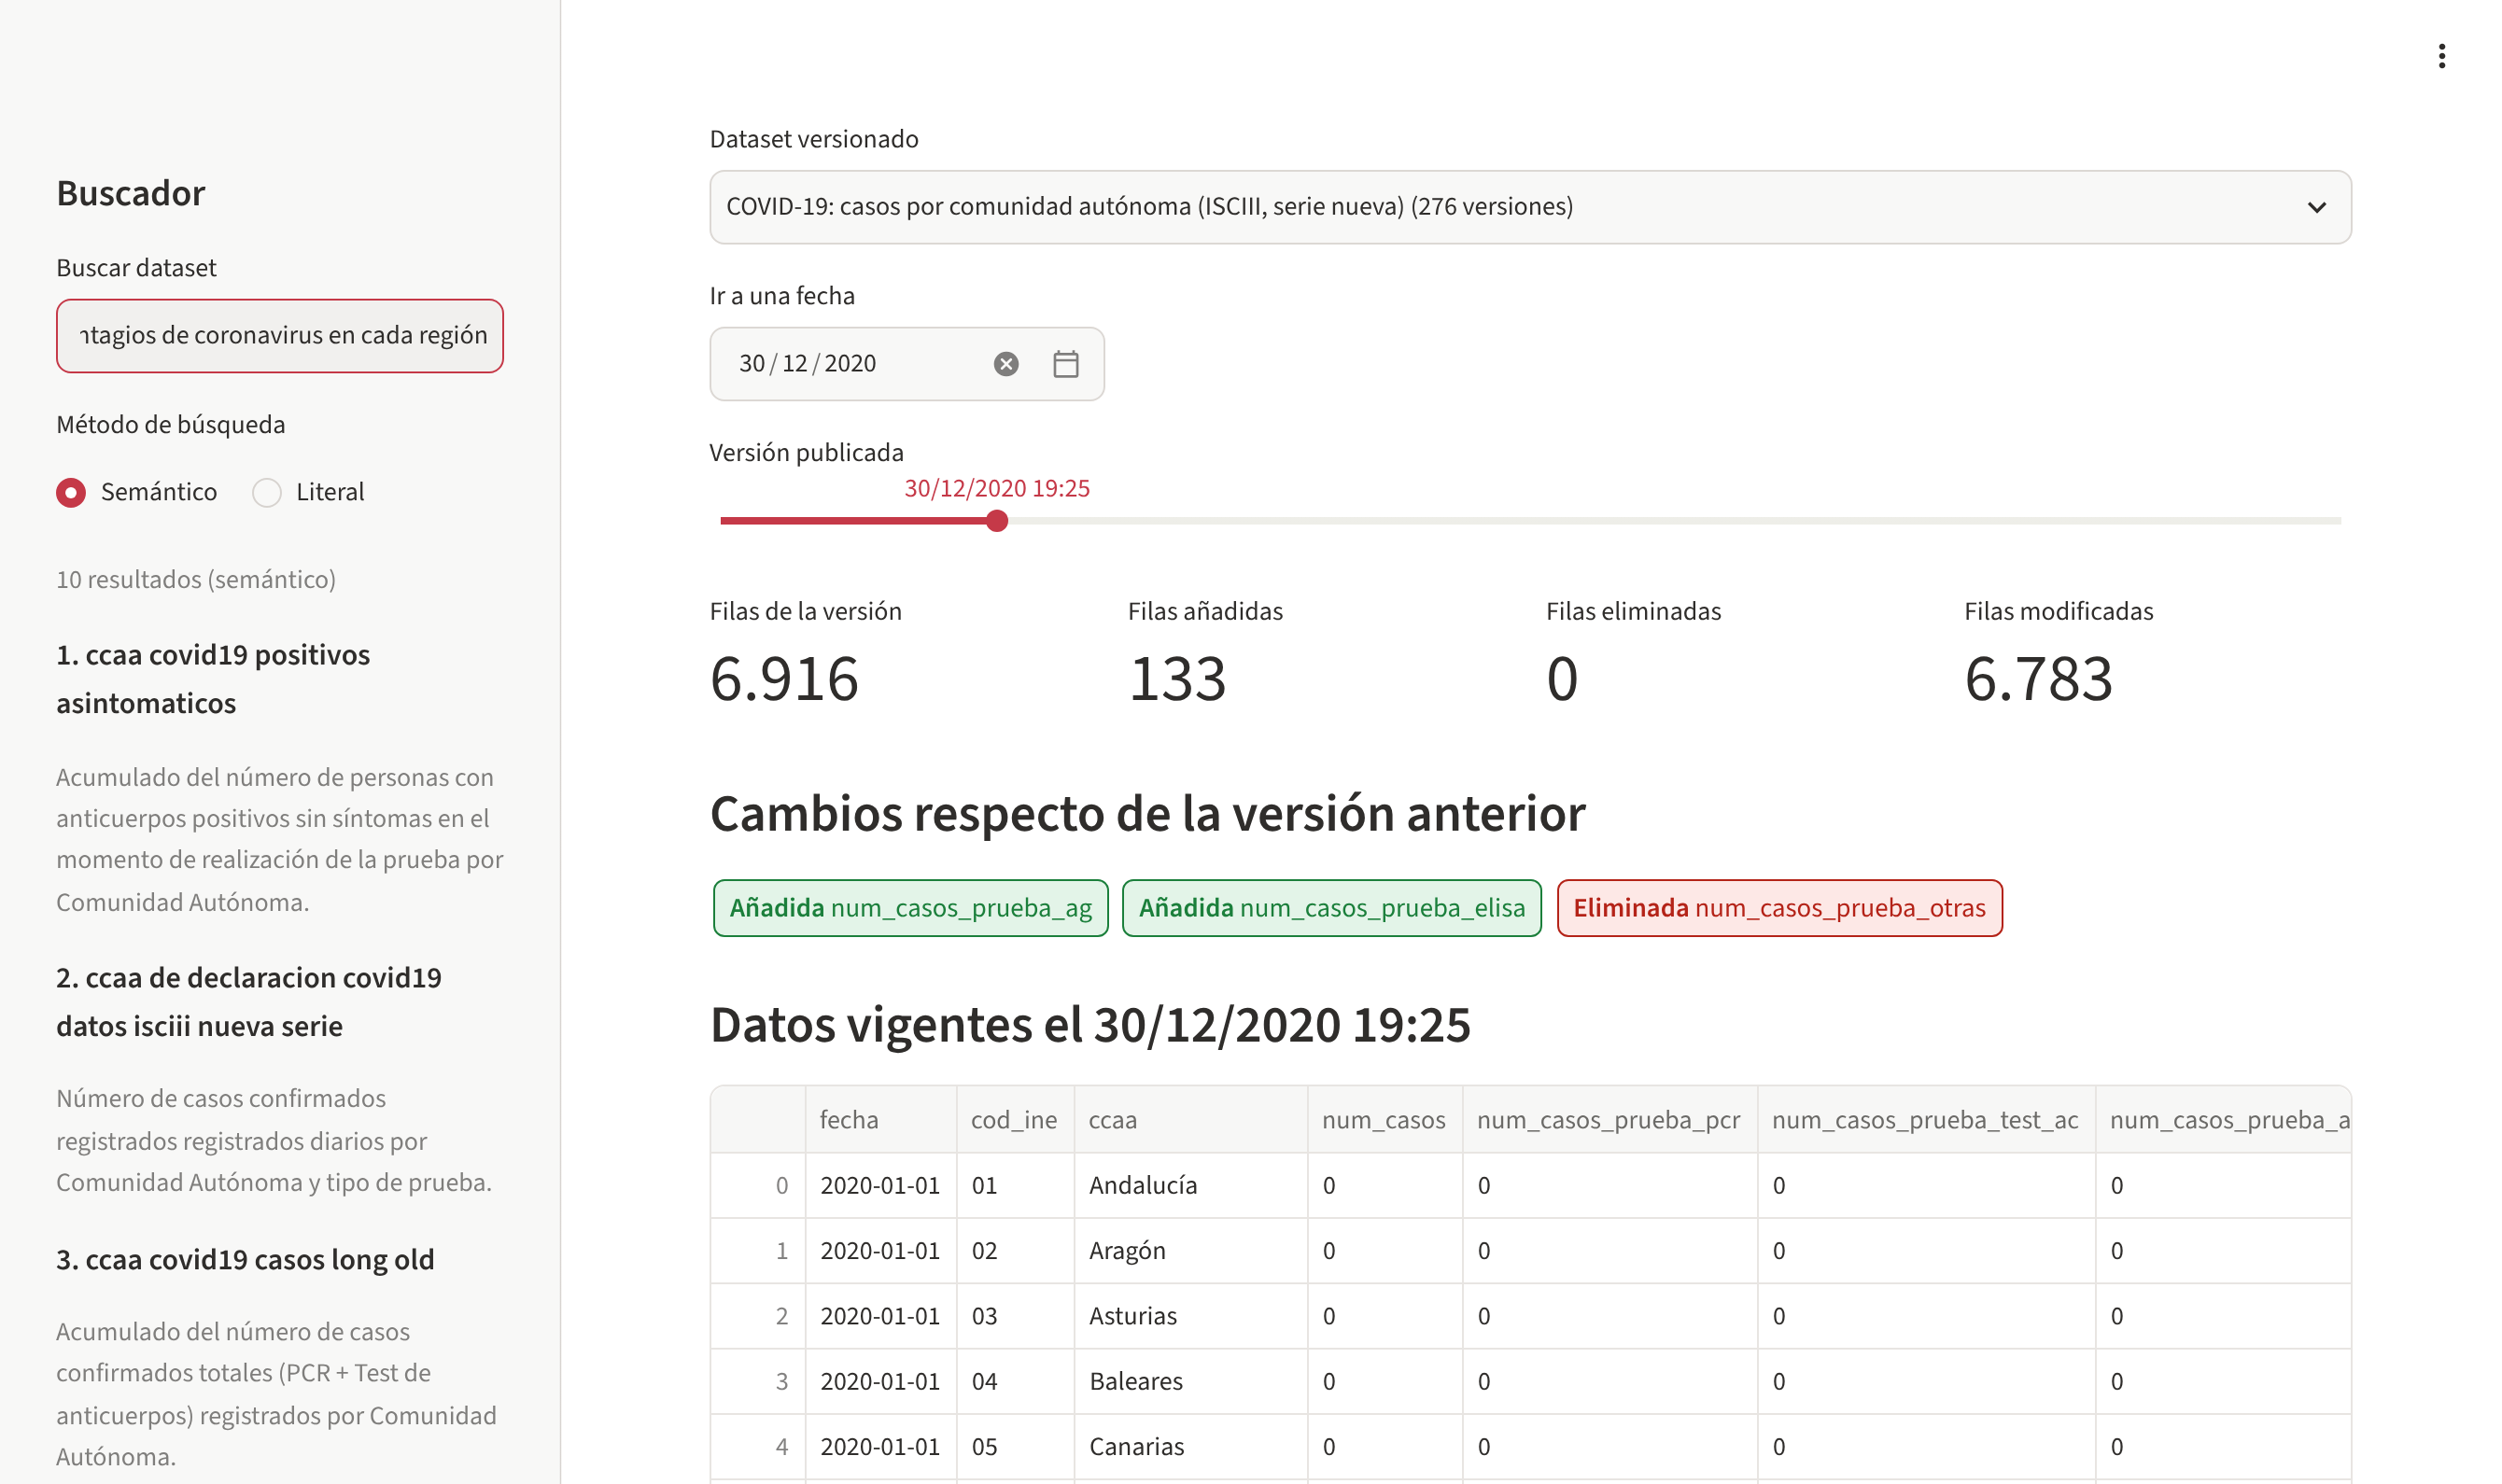 Buscador
Buscar dataset
ntagios de coronavirus en cada región
Método de búsqueda
Semántico
Literal
10 resultados (semántico)
1. ccaa covid19 positivos
asintomaticos
Acumulado del número de personas con
anticuerpos positivos sin síntomas en el
momento de realización de la prueba por
Comunidad Autónoma.
2. ccaa de declaracion covid19
datos isciii nueva serie
Número de casos confirmados
registrados registrados diarios por
Comunidad Autónoma y tipo de prueba.
3. ccaa covid19 casos long old
Acumulado del número de casos
confirmados totales (PCR + Test de
anticuerpos) registrados por Comunidad
Autónoma.
Dataset versionado
COVID-19: casos por comunidad autónoma (ISCIII, serie nueva) (276 versiones)
Ir a una fecha
30/12/2020
Versión publicada
30/12/2020 19:25
Filas de la versión Filas añadidas Filas eliminadas Filas modificadas
6.916 133 0 6.783
Cambios respecto de la versión anterior
Añadida num_casos_prueba_ag Añadida num_casos_prueba_elisa Eliminada num_casos_prueba_otras
Datos vigentes el 30/12/2020 19:25
fecha cod_ine ccaa num_casos num_casos_prueba_pcr num_casos_prueba_test_ac num_casos_prueba_a
0 2020-01-01 01 Andalucía 0 0 0 0
1 2020-01-01 02 Aragón 0 0 0 0
2 2020-01-01 03 Asturias 0 0 0 0
3 2020-01-01 04 Baleares 0 0 0 0
4 2020-01-01 05 Canarias 0 0 0 0